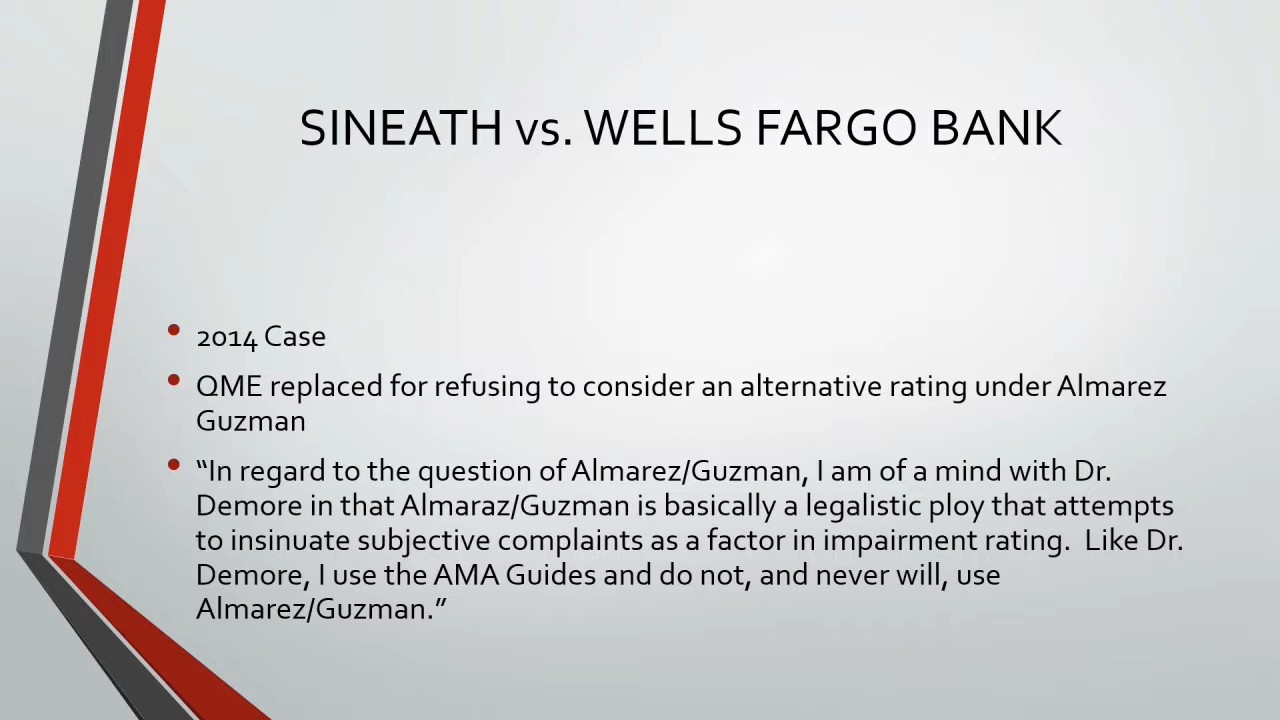 SINEATH vs. WELLS FARGO BANK
• 2014 Case
• QME replaced for refusing to consider an alternative rating under Almarez
Guzman
• “In regard to the question of Almarez/Guzman, I am of a mind with Dr.
Demore in that Almaraz/Guzman is basically a legalistic ploy that attempts
to insinuate subjective complaints as a factor in impairment rating.  Like Dr.
Demore, I use the AMA Guides and do not, and never will, use
Almarez/Guzman.”